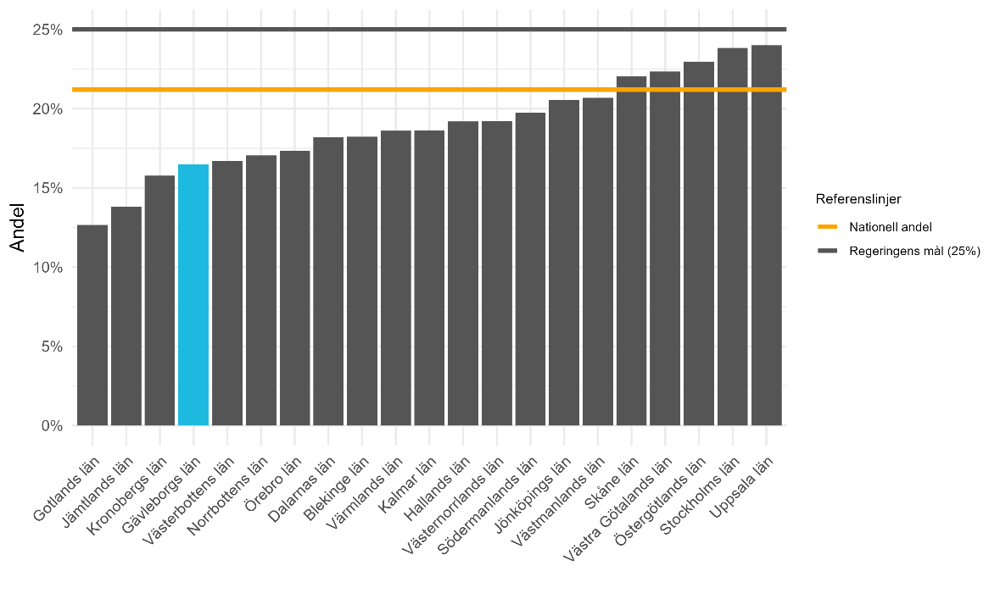 25%
20%
15%
10%
5%
0%
Andel
Gotlands län
Jämtlands län
Kronobergs län
Gävleborgs län
Västerbottens län
Norrbottens län
Örebro län
Dalarnas län
Blekinge län
Värmlands län
Kalmar län
Hallands län
Västernorrlands län
Södermanlands län
Jönköpings län
Västmanlands län
Skåne län
Västra Götalands län
Östergötlands län
Stockholms län
Uppsala län
Referenslinjer
Nationell andel
Regeringens mål (25%)